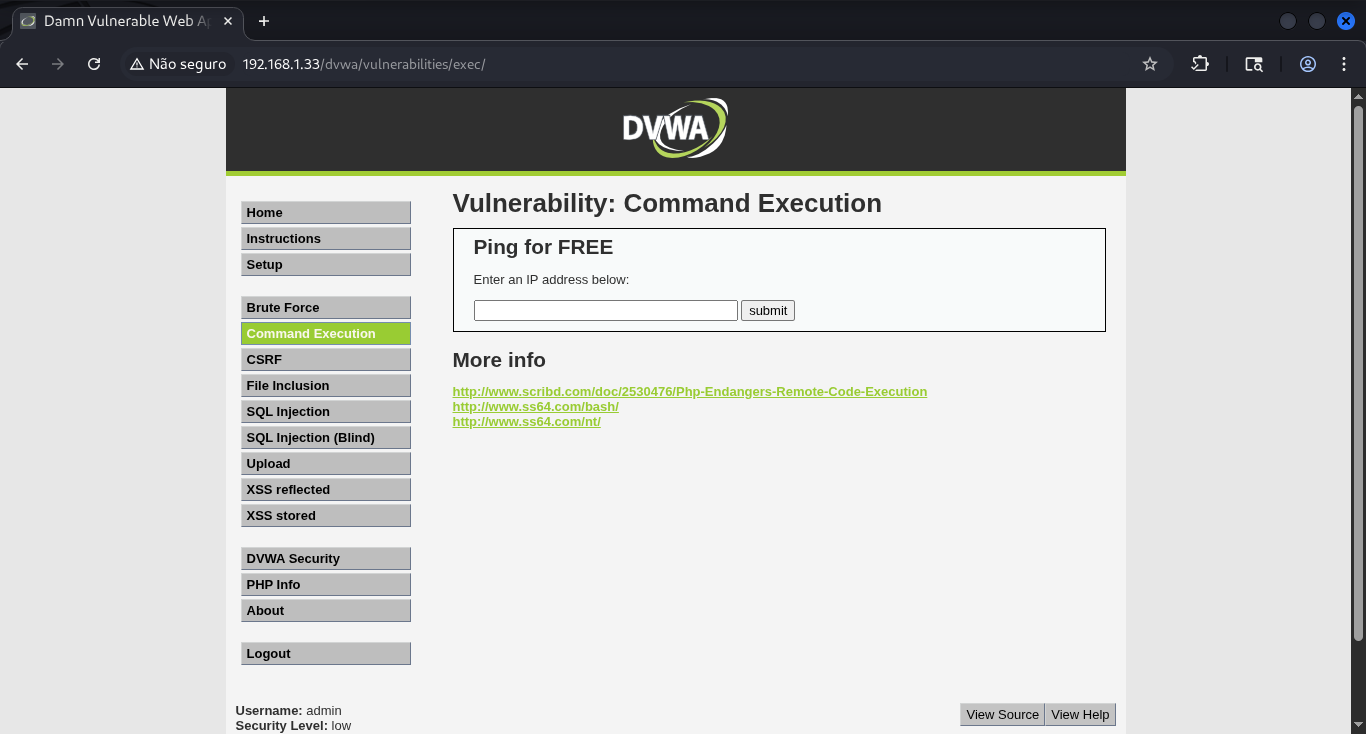 Damn Vulnerable Web Ap
Não seguro 192.168.1.33/dvwa/vulnerabilities/exec/
DVWA
Home
Instructions
Setup
Brute Force
Command Execution
CSRF
File Inclusion
SQL Injection
SQL Injection (Blind)
Upload
XSS reflected
XSS stored
DVWA Security
PHP Info
About
Logout
Vulnerability: Command Execution
Ping for FREE
Enter an IP address below:
submit
More info
http://www.scribd.com/doc/2530476/Php-Endangers-Remote-Code-Execution
http://www.ss64.com/bash/
http://www.ss64.com/nt/
Username: admin
Security Level: low
View Source View Help